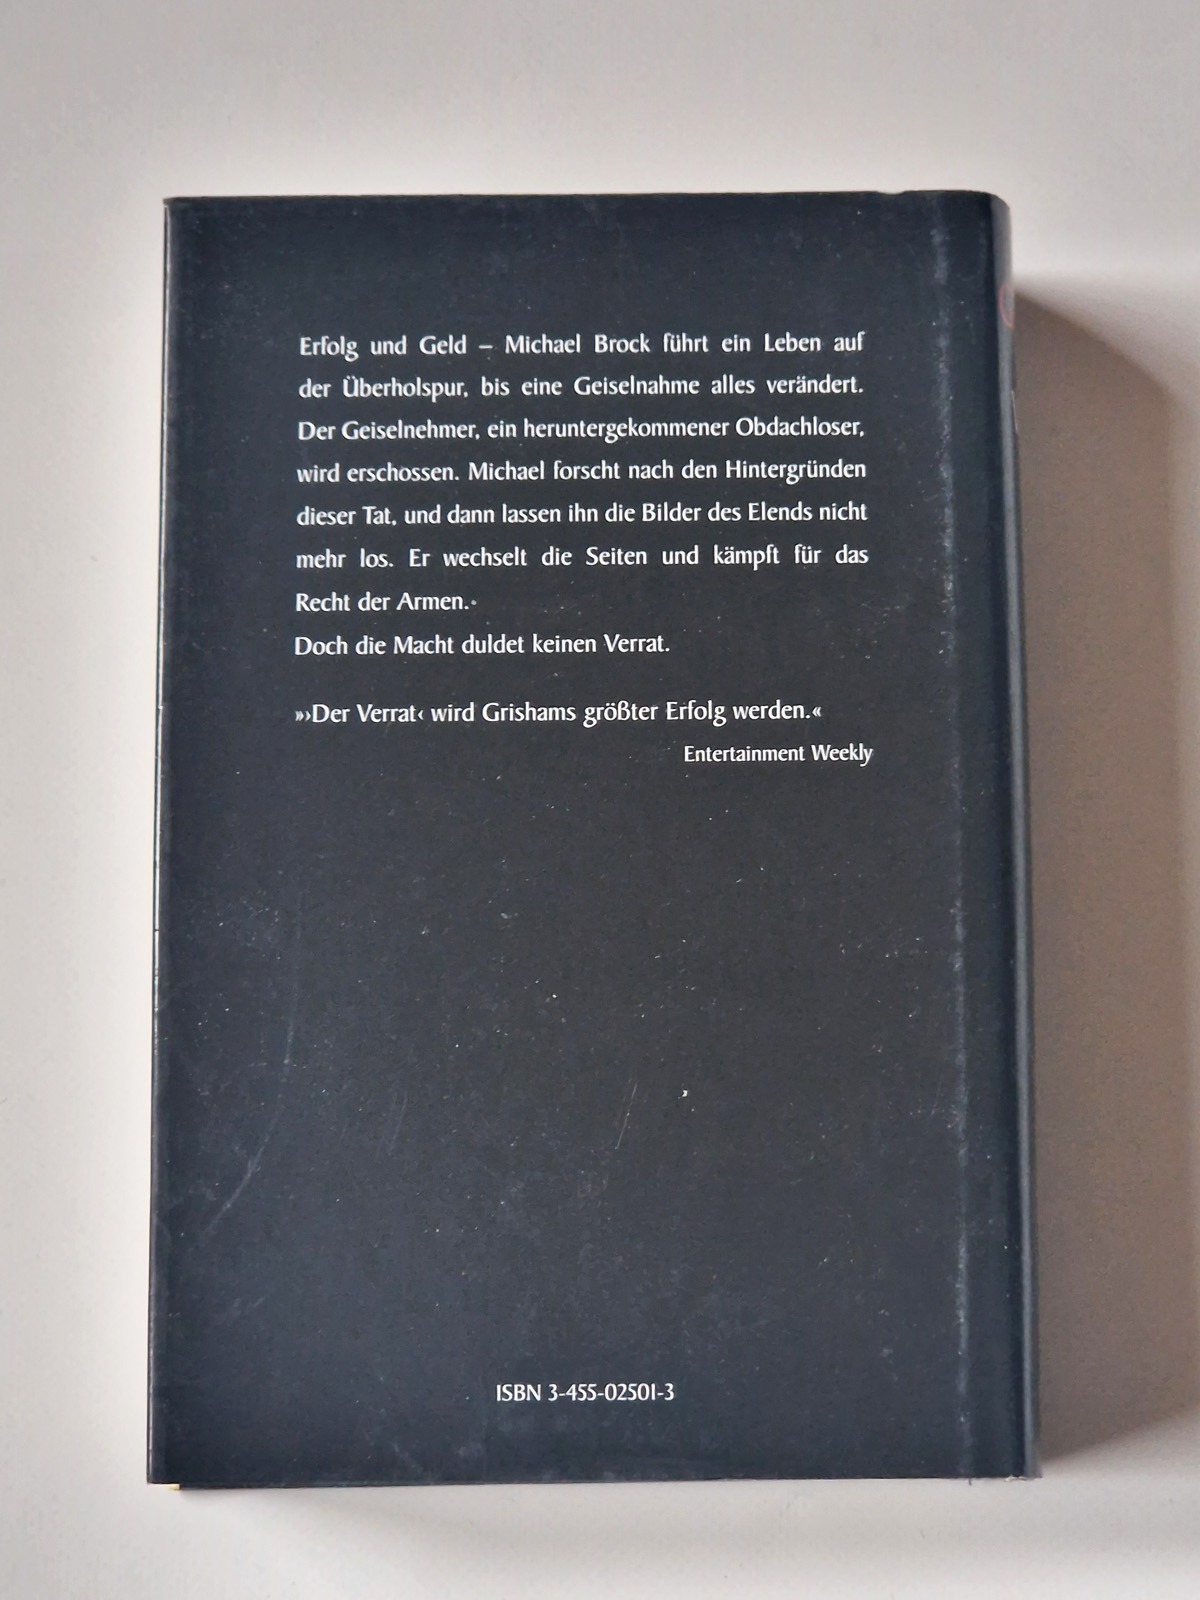 Erfolg und Geld – Michael Brock führt ein Leben auf
der Überholspur, bis eine Geiselnahme alles verändert.
Der Geiselnehmer, ein heruntergekommener Obdachloser,
wird erschossen. Michael forscht nach den Hintergründen
dieser Tat, und dann lassen ihn die Bilder des Elends nicht
mehr los. Er wechselt die Seiten und kämpft für das
Recht der Armen.
Doch die Macht duldet keinen Verrat.
»›Der Verrat‹ wird Grishams größter Erfolg werden.«
Entertainment Weekly
ISBN 3-455-02501-3